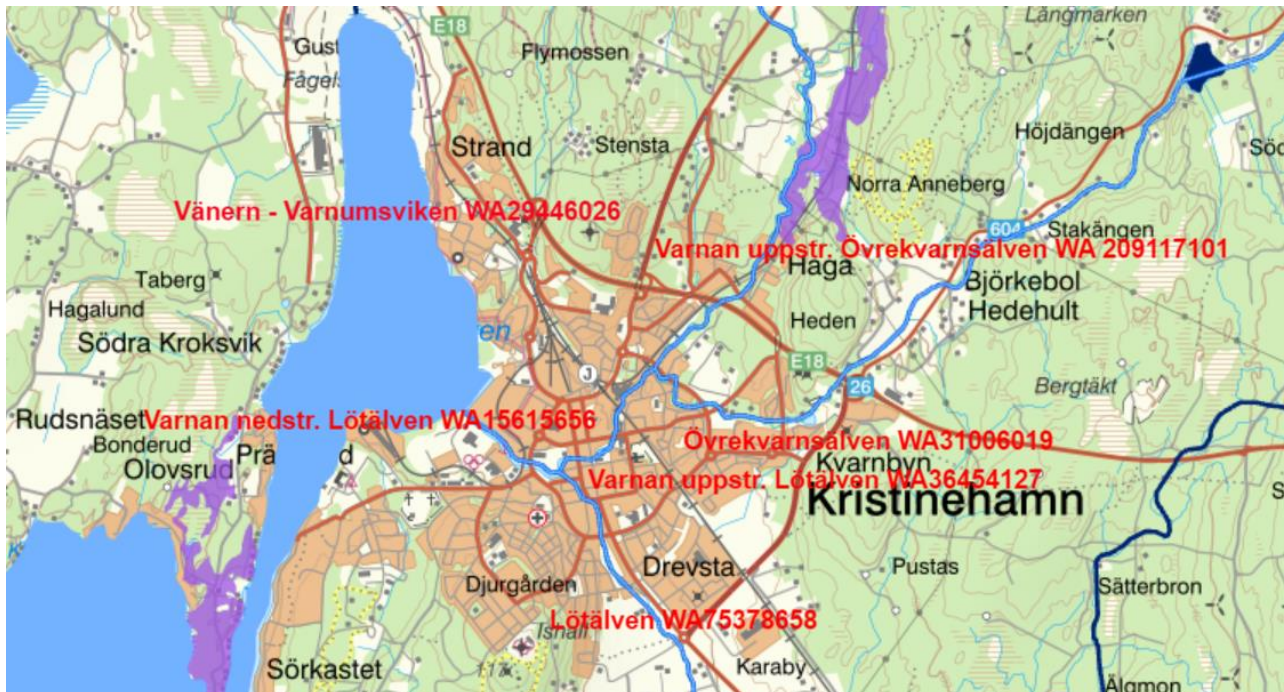 E18
Långmarken
Gust
Flymossen
Fågels
Höjdängen
Strand
Stensta
Söd
Norra Anneberg
Vänern - Varnumsviken WA29446026
604
Stakängen
Varnan uppstr. Övrekvarnsälven WA 209117101
Haga
Taberg
Björkebol
Hagalund
Hedehult
Heden
Södra Kroksvik
en
E18
J
26
Bergtäkt
Rudsnäset
Varnan nedstr. Lötälven WA15615656
Bonderud
Övrekvarnsälven WA31006019
Olovsrud
Prä
d
Kvarnbyn
Varnan uppstr. Lötälven WA36454127
Kristinehamn
S
Drevsta
Pustas
Djurgården
Sätterbron
Lötälven WA75378658
Ishall
Sörkastet
117
Karaby
Älgmon